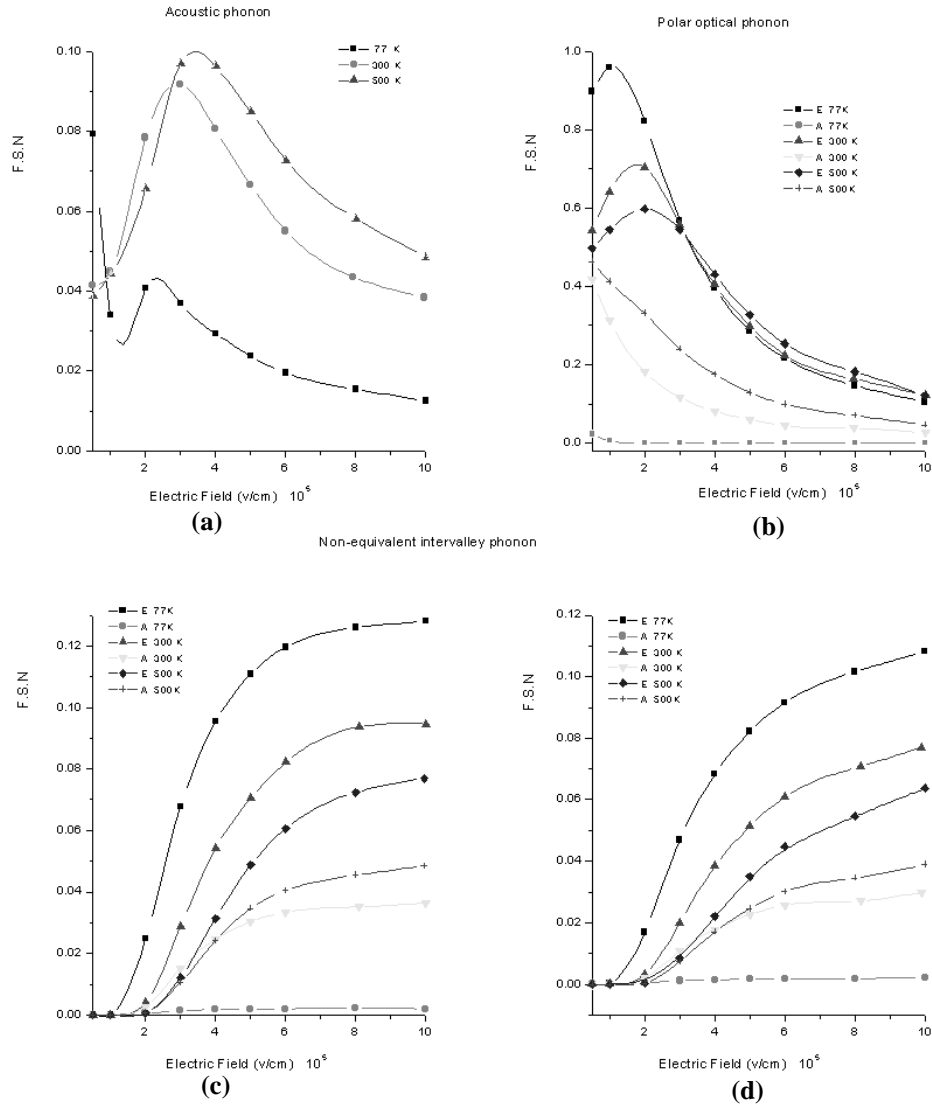 Acoustic phonon
F.S.N
0.10
0.08
0.06
0.04
0.02
0.00
77 K
300 K
500 K
2
4
6
8
10
Electric Field (v/cm) 10⁵
(a)
Polar optical phonon
F.S.N
1.0
0.8
0.6
0.4
0.2
0.0
E 77K
A 77K
E 300 K
A 300 K
E 500 K
A 500K
2
4
6
8
10
Electric Field (v/cm) 10⁵
(b)
Non-equivalent intervalley phonon
F.S.N
0.12
0.10
0.08
0.06
0.04
0.02
0.00
E 77K
A 77K
E 300 K
A 300 K
E 500 K
A 500K
2
4
6
8
10
Electric Field (v/cm) 10⁵
(c)
F.S.N
0.12
0.10
0.08
0.06
0.04
0.02
0.00
E 77K
A 77K
E 300 K
A 300 K
E 500 K
A 500K
2
4
6
8
10
Electric Field (v/cm) 10⁵
(d)